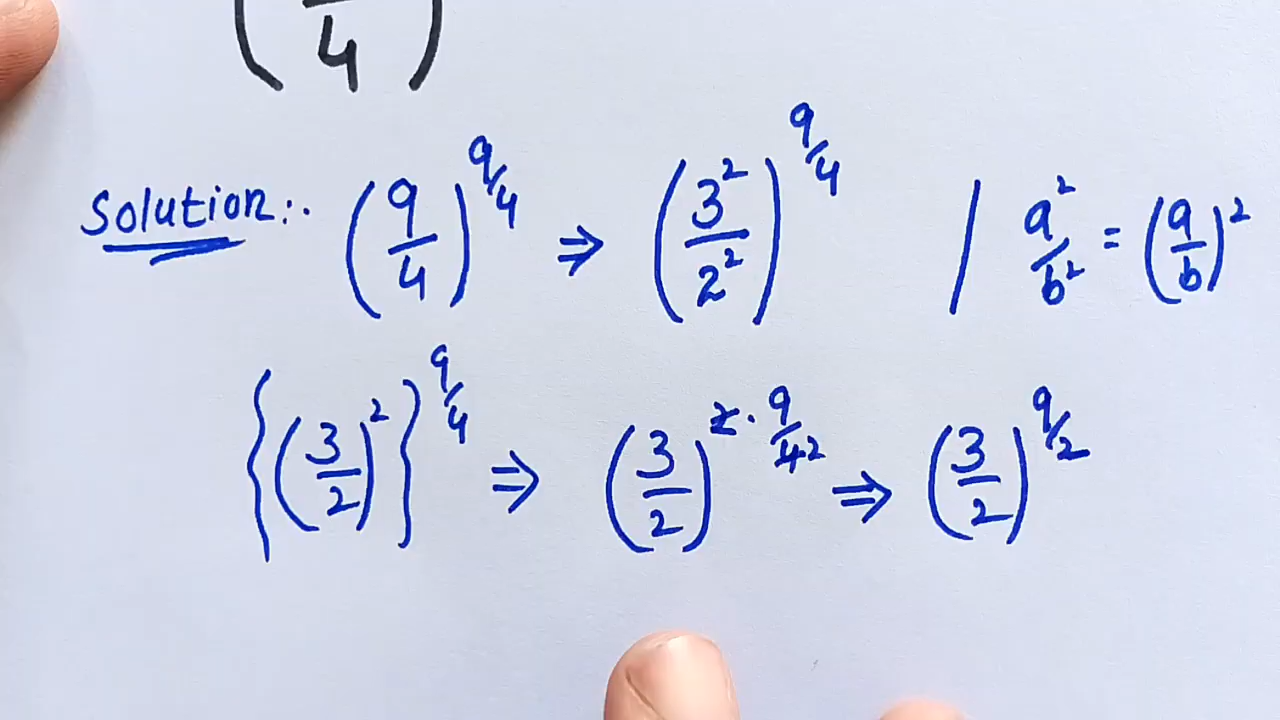 (—/4)
Solution:. (9/4)^9/4 ⇒ (3²/2²)^9/4 | a²/b² = (a/b)²
{(3/2)²}^9/4 ⇒ (3/2)^2·9/4 2 ⇒ (3/2)^9/2